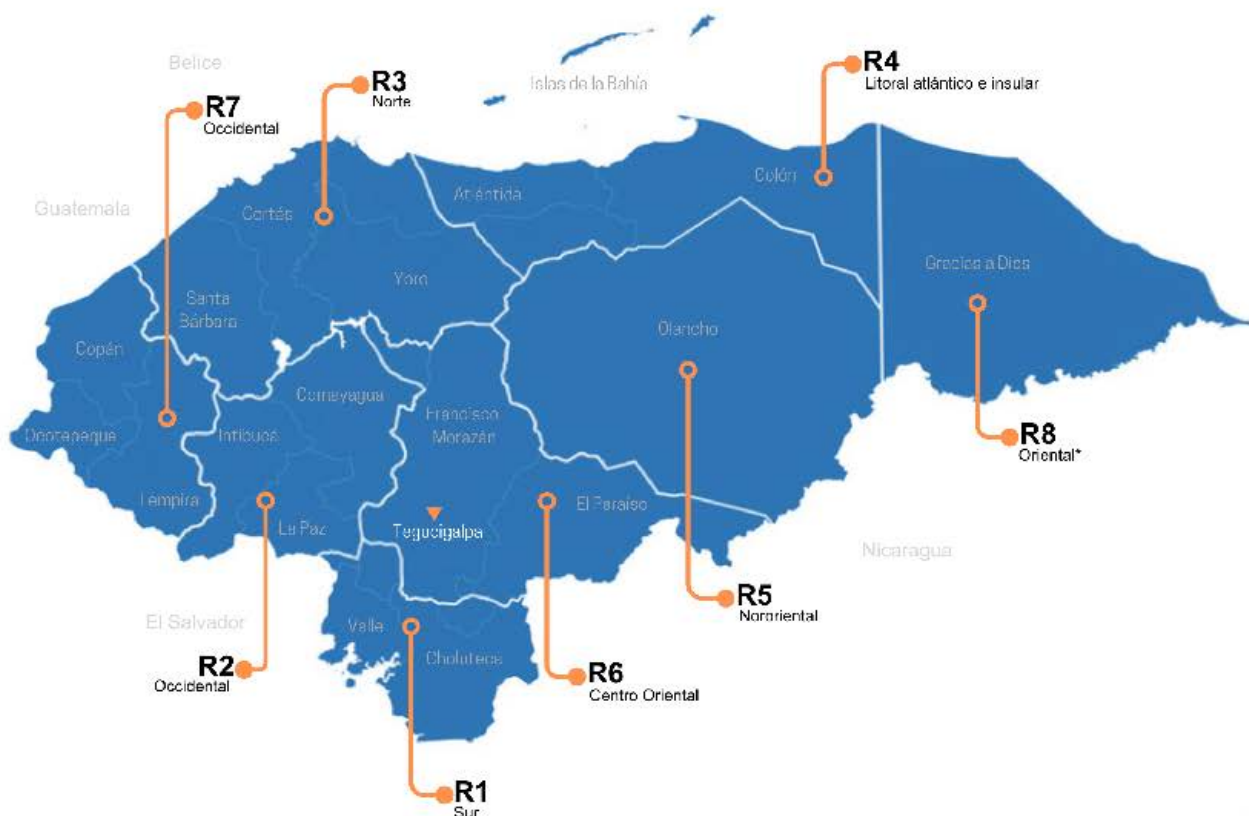 Belice
Islas de la Bahía
R4
Litoral atlántico e insular
R3
Norte
R7
Occidental
Guatemala
Cortés
Atlántida
Colón
Gracias a Dios
Yoro
Santa
Bárbara
Copán
Olancho
Comayagua
Francisco
Morazán
Ocotepeque
Intibucá
R8
Oriental*
Lempira
El Paraíso
La Paz
Tegucigalpa
Nicaragua
R5
Nororiental
El Salvador
Valle
Choluteca
R2
Occidental
R6
Centro Oriental
R1
Sur